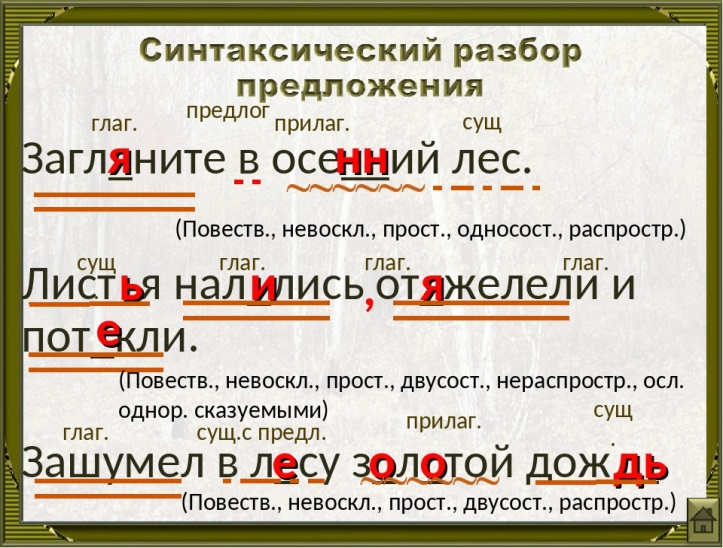 Синтаксический разбор
предложения
глаг. предлог прилаг. сущ
Загляните в осенний лес.
(Повеств., невоскл., прост., односост., распростр.)
сущ глаг. глаг. глаг.
Листья налились, отяжелели и
потекли.
(Повеств., невоскл., прост., двусост., нераспростр., осл.
однор. сказуемыми)
глаг. сущ.с предл. прилаг. сущ.
Зашумел в лесу золотой дождь
(Повеств., невоскл., прост., двусост., распростр.)